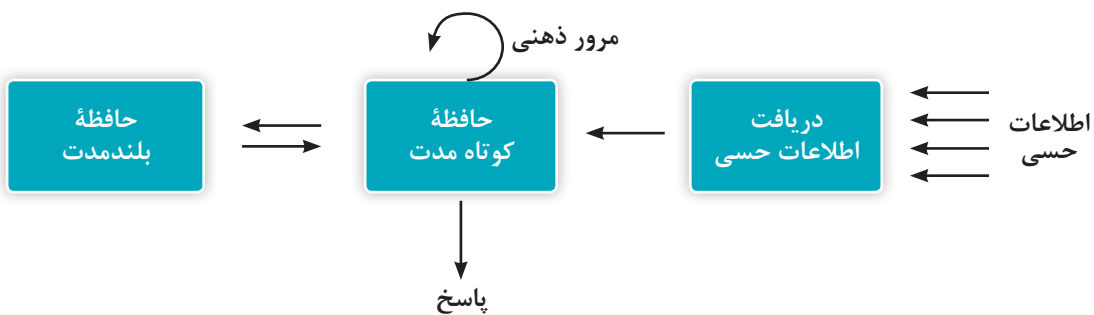 مرور ذهنی
اطلاعات
حسی
دریافت
اطلاعات حسی
حافظهٔ
کوتاه مدت
حافظهٔ
بلندمدت
پاسخ